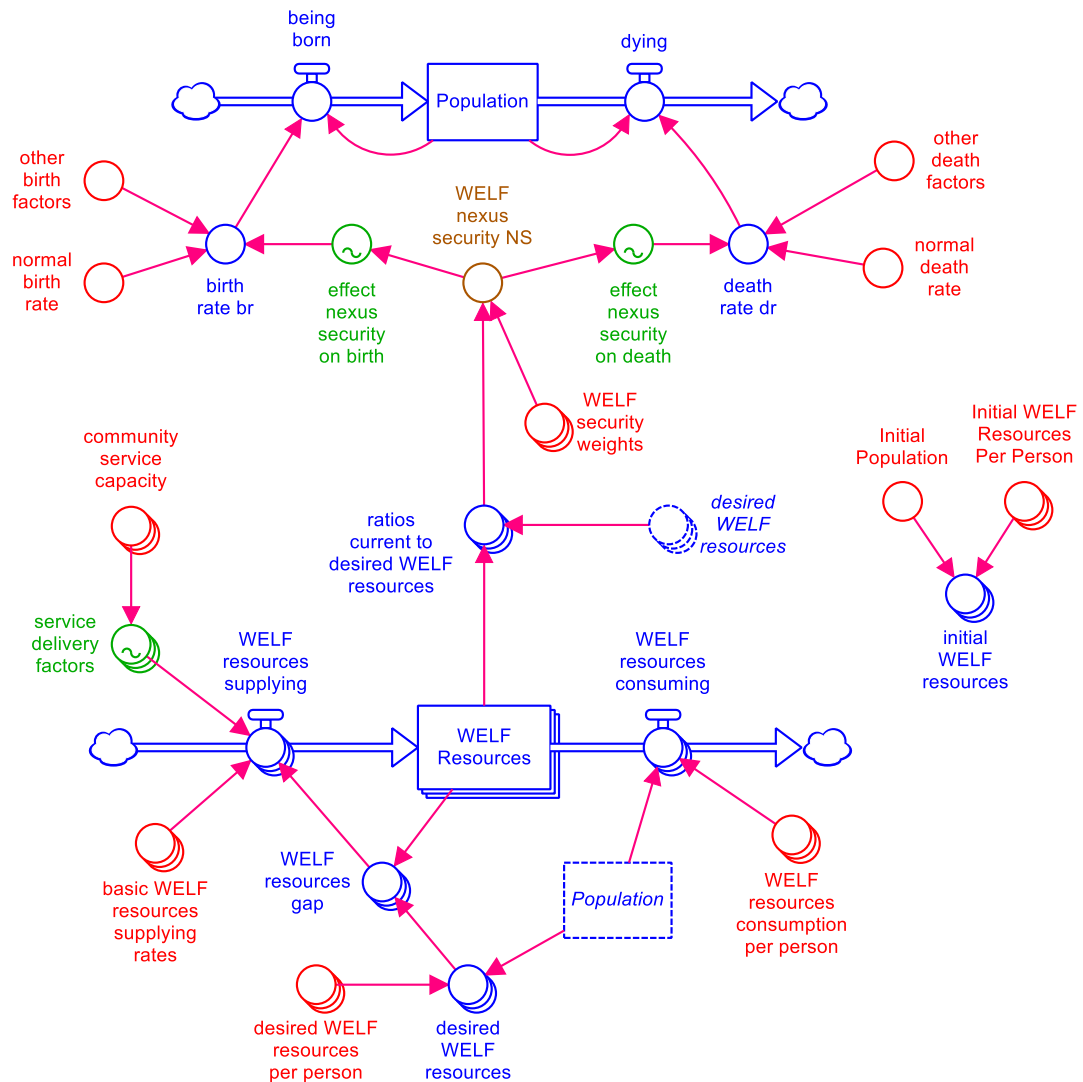 being
born
dying
Population
other
birth
factors
other
death
factors
WELF
nexus
security NS
normal
birth
rate
normal
death
rate
birth
rate br
effect
nexus
security
on birth
effect
nexus
security
on death
death
rate dr
WELF
security
weights
community
service
capacity
Initial
Population
Initial WELF
Resources
Per Person
ratios
current to
desired WELF
resources
desired
WELF
resources
service
delivery
factors
WELF
resources
supplying
WELF
resources
consuming
initial
WELF
resources
WELF
Resources
WELF
resources
gap
Population
basic WELF
resources
supplying
rates
WELF
resources
consumption
per person
desired WELF
resources
per person
desired
WELF
resources